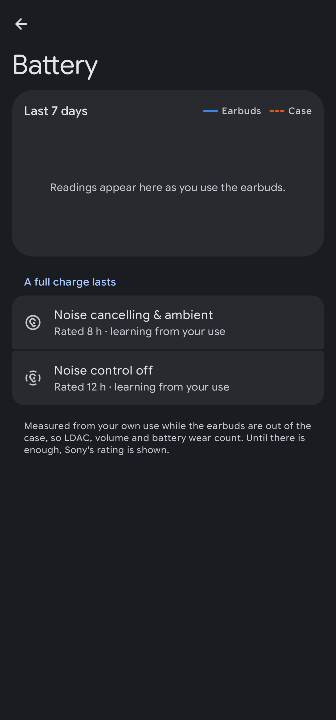 Battery
Last 7 days
Earbuds
Case
Readings appear here as you use the earbuds.
A full charge lasts
Noise cancelling & ambient
Rated 8 h · learning from your use
Noise control off
Rated 12 h · learning from your use
Measured from your own use while the earbuds are out of the
case, so LDAC, volume and battery wear count. Until there is
enough, Sony's rating is shown.